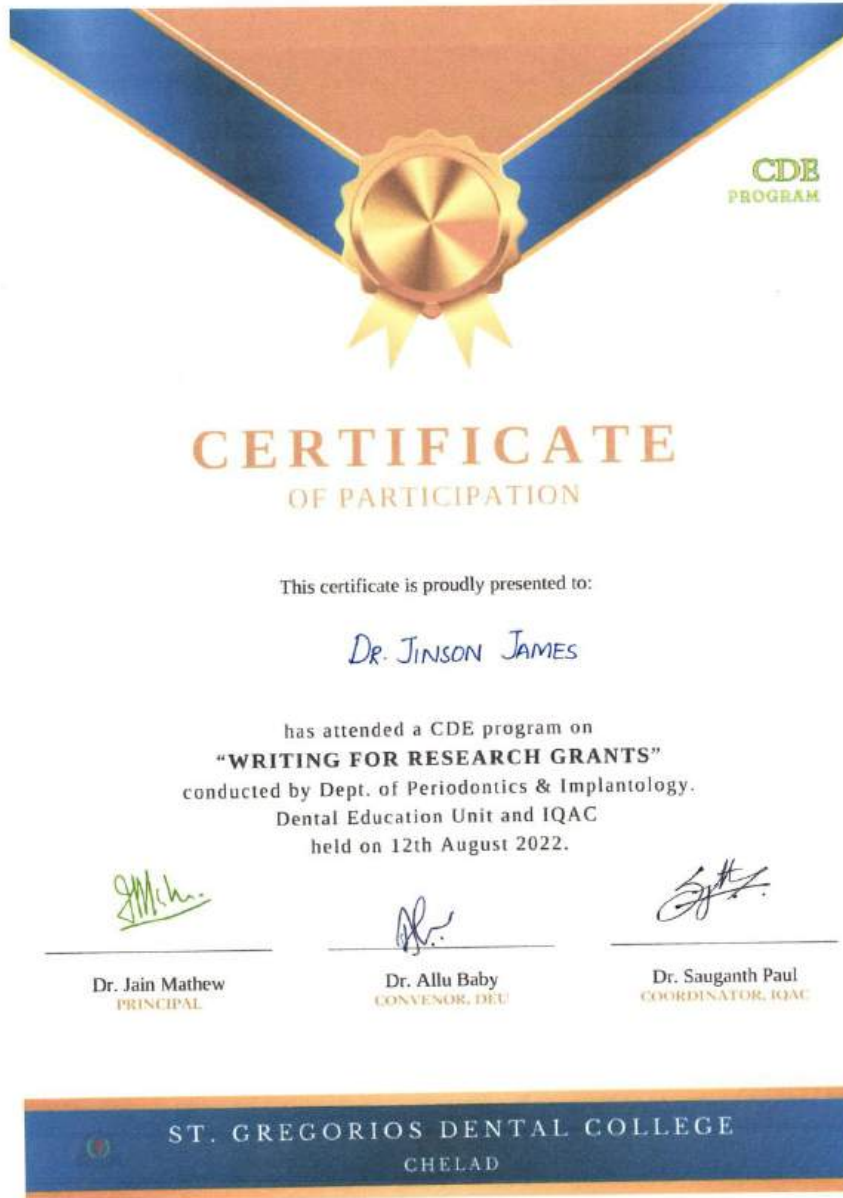 CDE
PROGRAM
CERTIFICATE
OF PARTICIPATION
This certificate is proudly presented to:
DR. JINSON JAMES
has attended a CDE program on
“WRITING FOR RESEARCH GRANTS”
conducted by Dept. of Periodontics & Implantology.
Dental Education Unit and IQAC
held on 12th August 2022.
Dr. Jain Mathew
PRINCIPAL
Dr. Allu Baby
CONVENOR, DEU
Dr. Sauganth Paul
COORDINATOR, IQAC
ST. GREGORIOS DENTAL COLLEGE
CHELAD